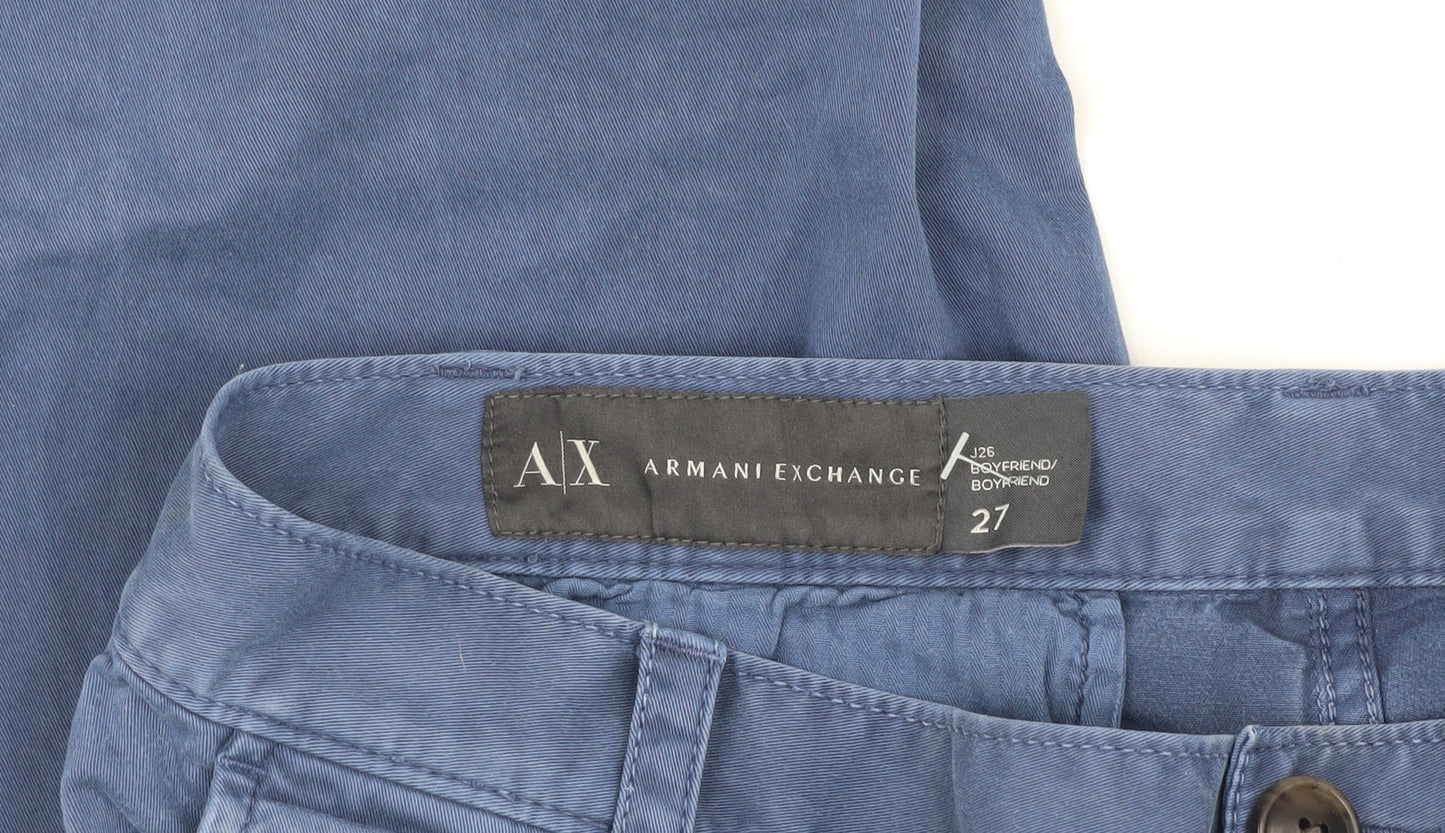 A|X ARMANI EXCHANGE
J26
BOYFRIEND/
BOYFRIEND
27